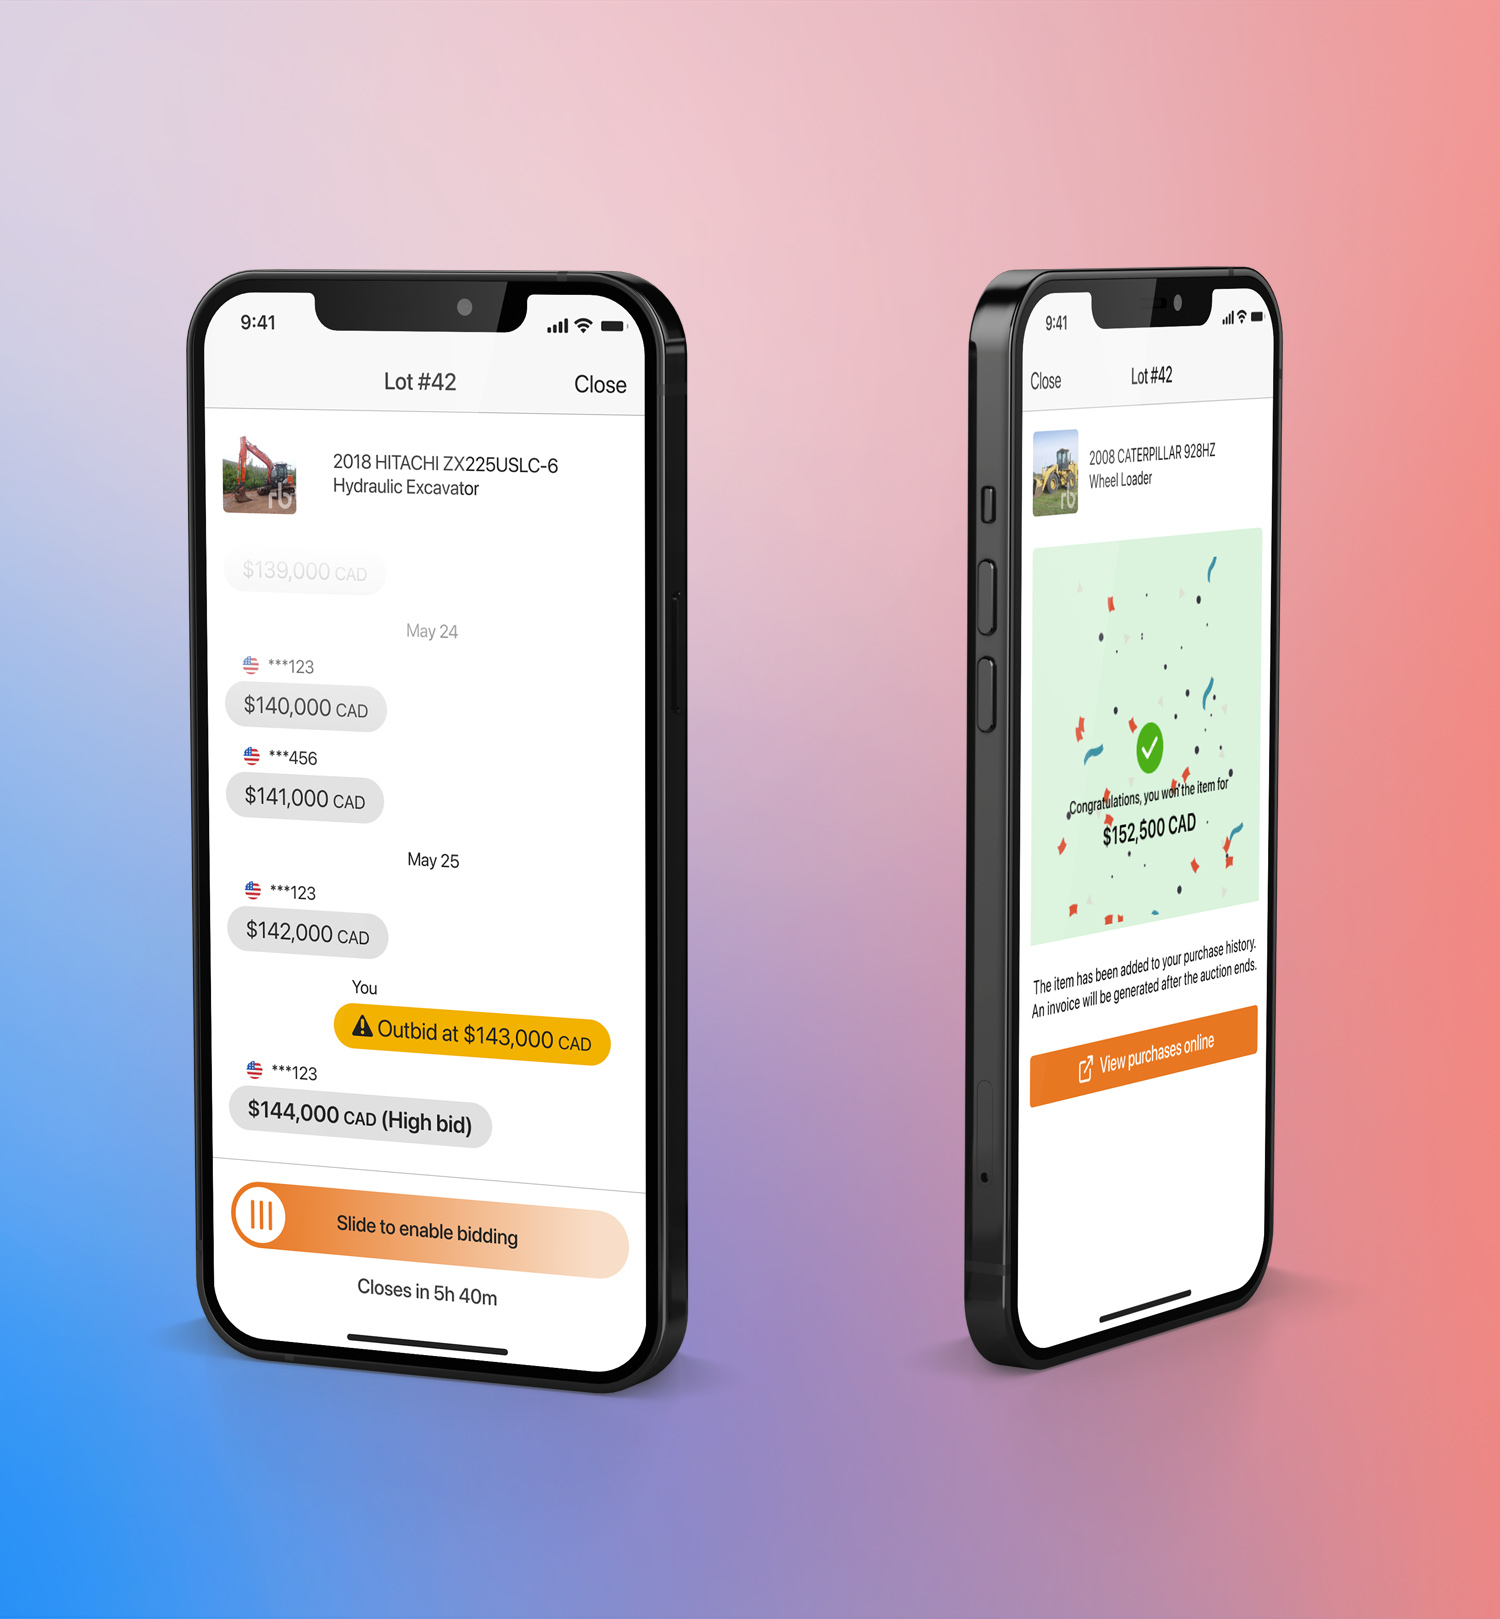 9:41
Lot #42
Close
rb
2018 HITACHI ZX225USLC-6
Hydraulic Excavator
$139,000 CAD
May 24
***123
$140,000 CAD
***456
$141,000 CAD
May 25
***123
$142,000 CAD
You
Outbid at $143,000 CAD
***123
$144,000 CAD (High bid)
Slide to enable bidding
Closes in 5h 40m
9:41
Close
Lot #42
rb
2008 CATERPILLAR 928HZ
Wheel Loader
Congratulations, you won the item for
$152,500 CAD
The item has been added to your purchase history.
An invoice will be generated after the auction ends.
View purchases online